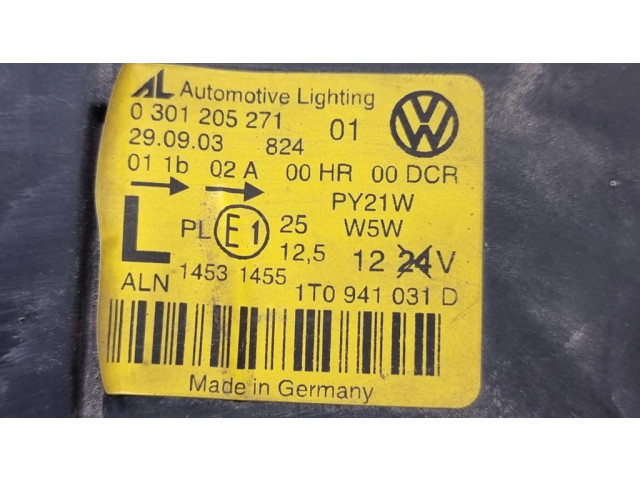 AL Automotive Lighting
0 301 205 271 01
29.09.03 824
01 1b 02 A 00 HR 00 DCR
PY21W
L PL E1 25 W5W
12,5 12 24 V
ALN 1453 1455 1T0 941 031 D
Made in Germany
VW